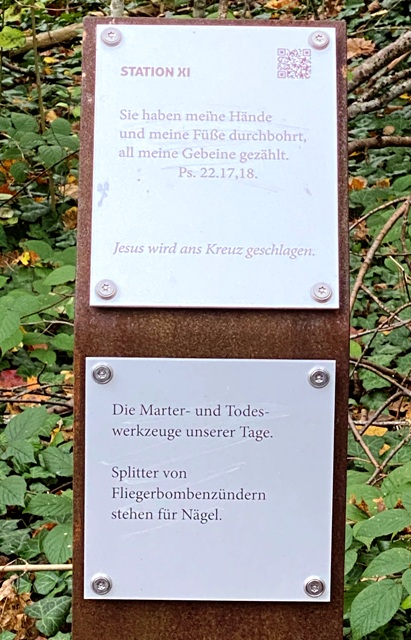 STATION XI
Sie haben meine Hände
und meine Füße durchbohrt,
all meine Gebeine gezählt.
Ps. 22.17,18.
Jesus wird ans Kreuz geschlagen.
Die Marter- und Todes-
werkzeuge unserer Tage.
Splitter von
Fliegerbombenzündern
stehen für Nägel.